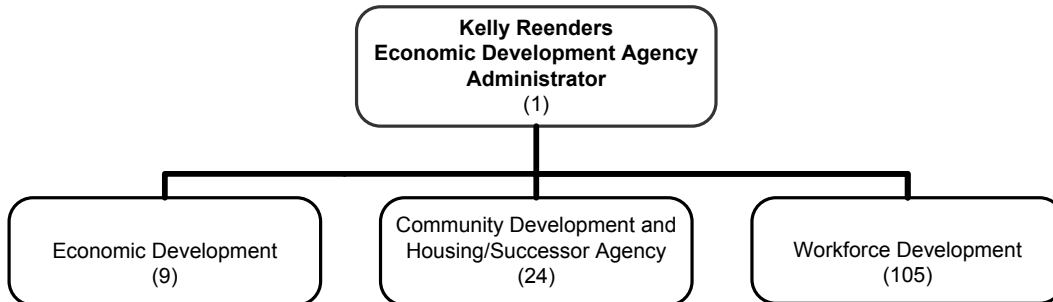 Kelly Reenders
Economic Development Agency
Administrator
(1)
Economic Development
(9)
Community Development and
Housing/Successor Agency
(24)
Workforce Development
(105)